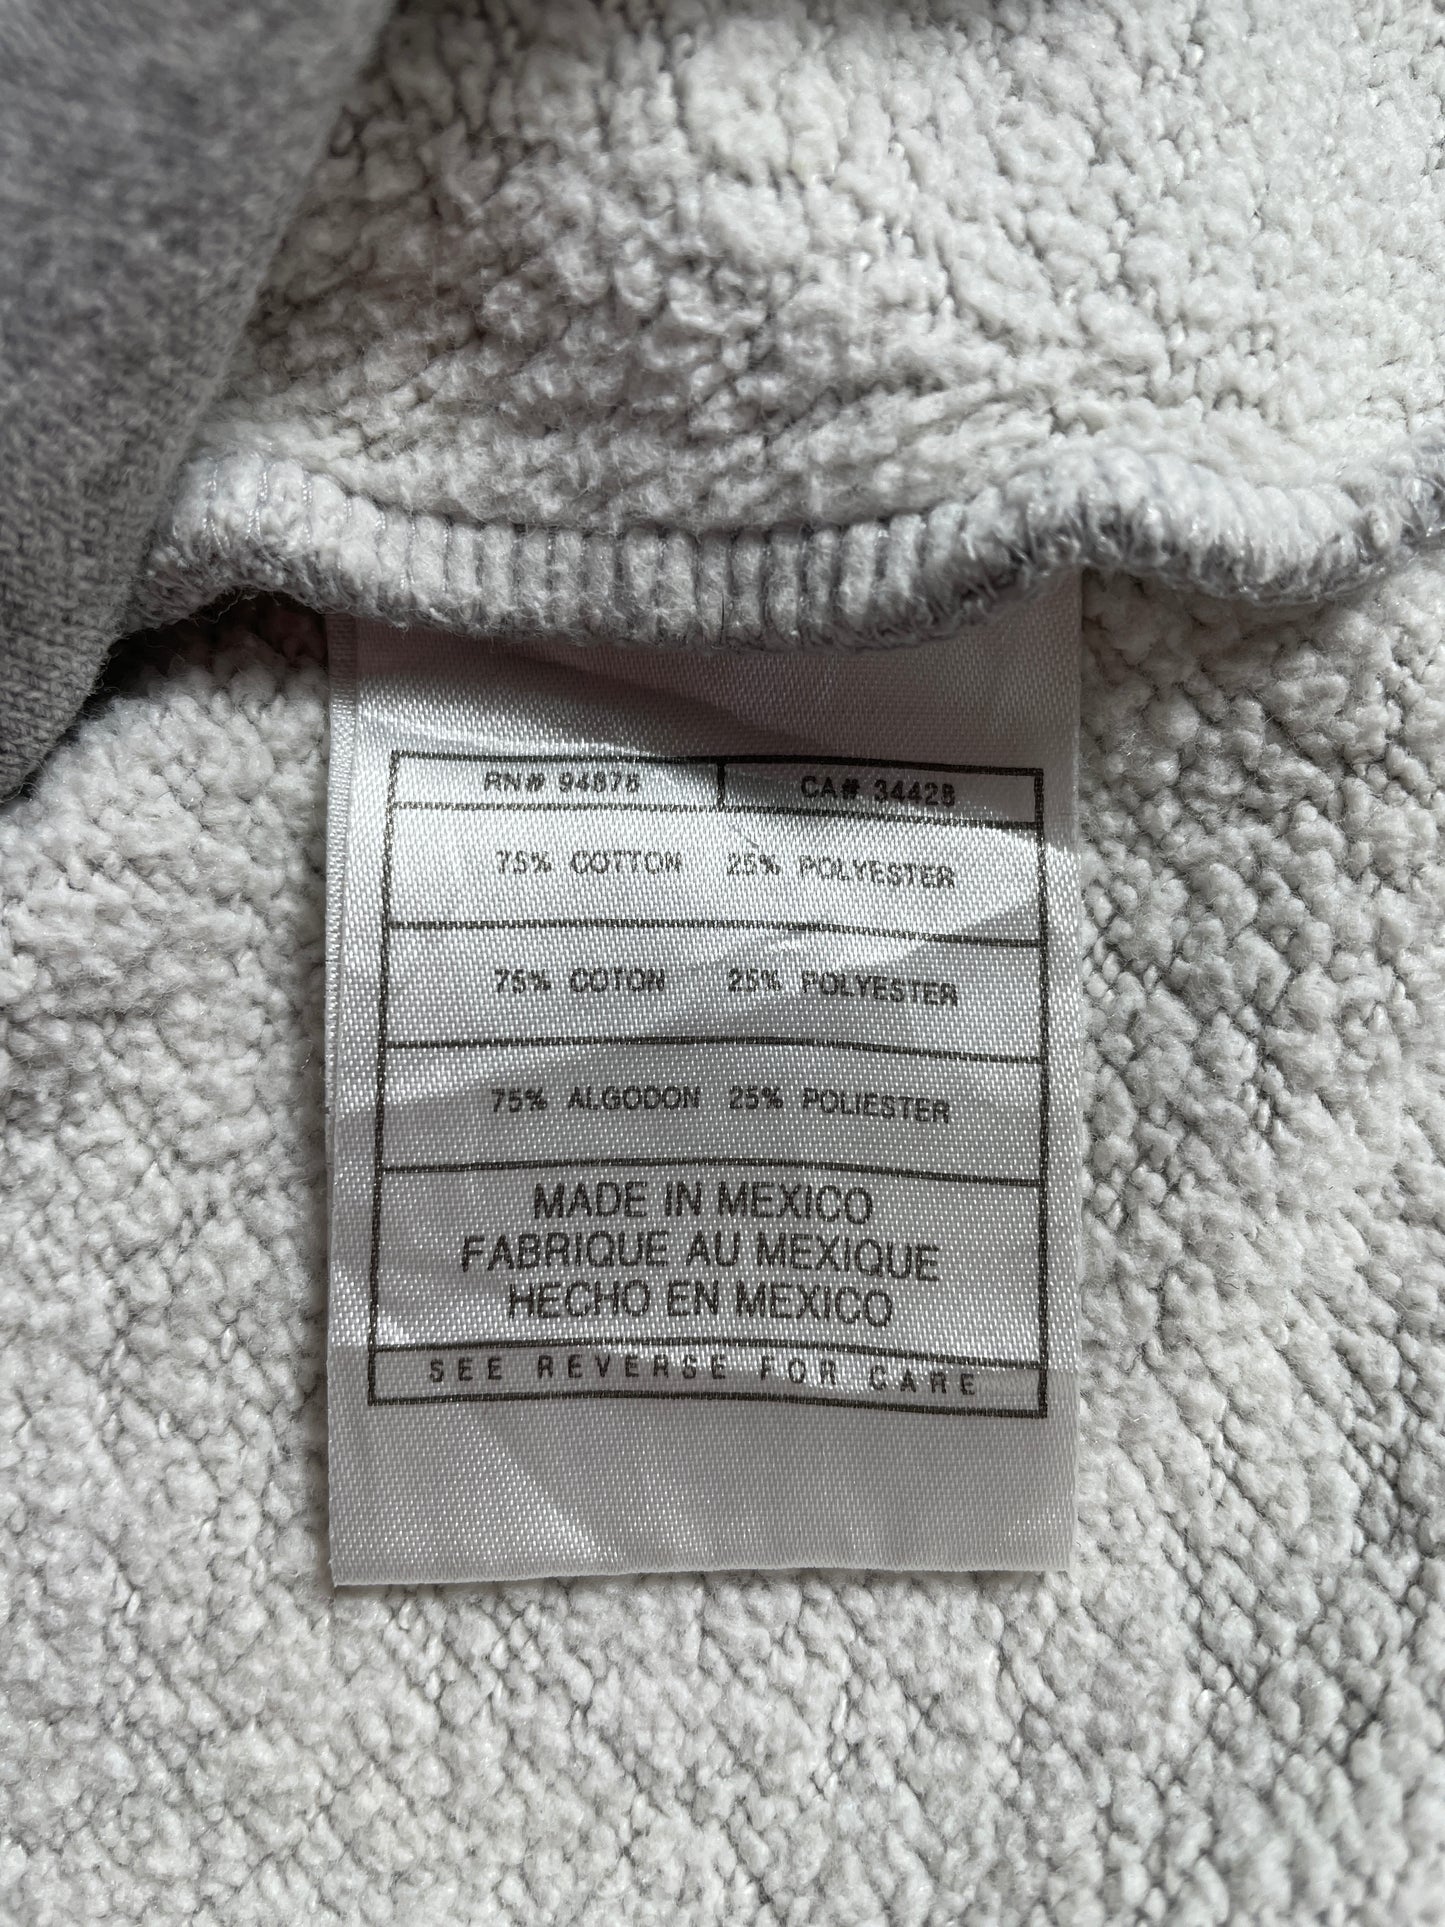 RN# 94876 CA# 34428
75% COTTON 25% POLYESTER
75% COTON 25% POLYESTER
75% ALGODON 25% POLIESTER
MADE IN MEXICO
FABRIQUE AU MEXIQUE
HECHO EN MEXICO
SEE REVERSE FOR CARE